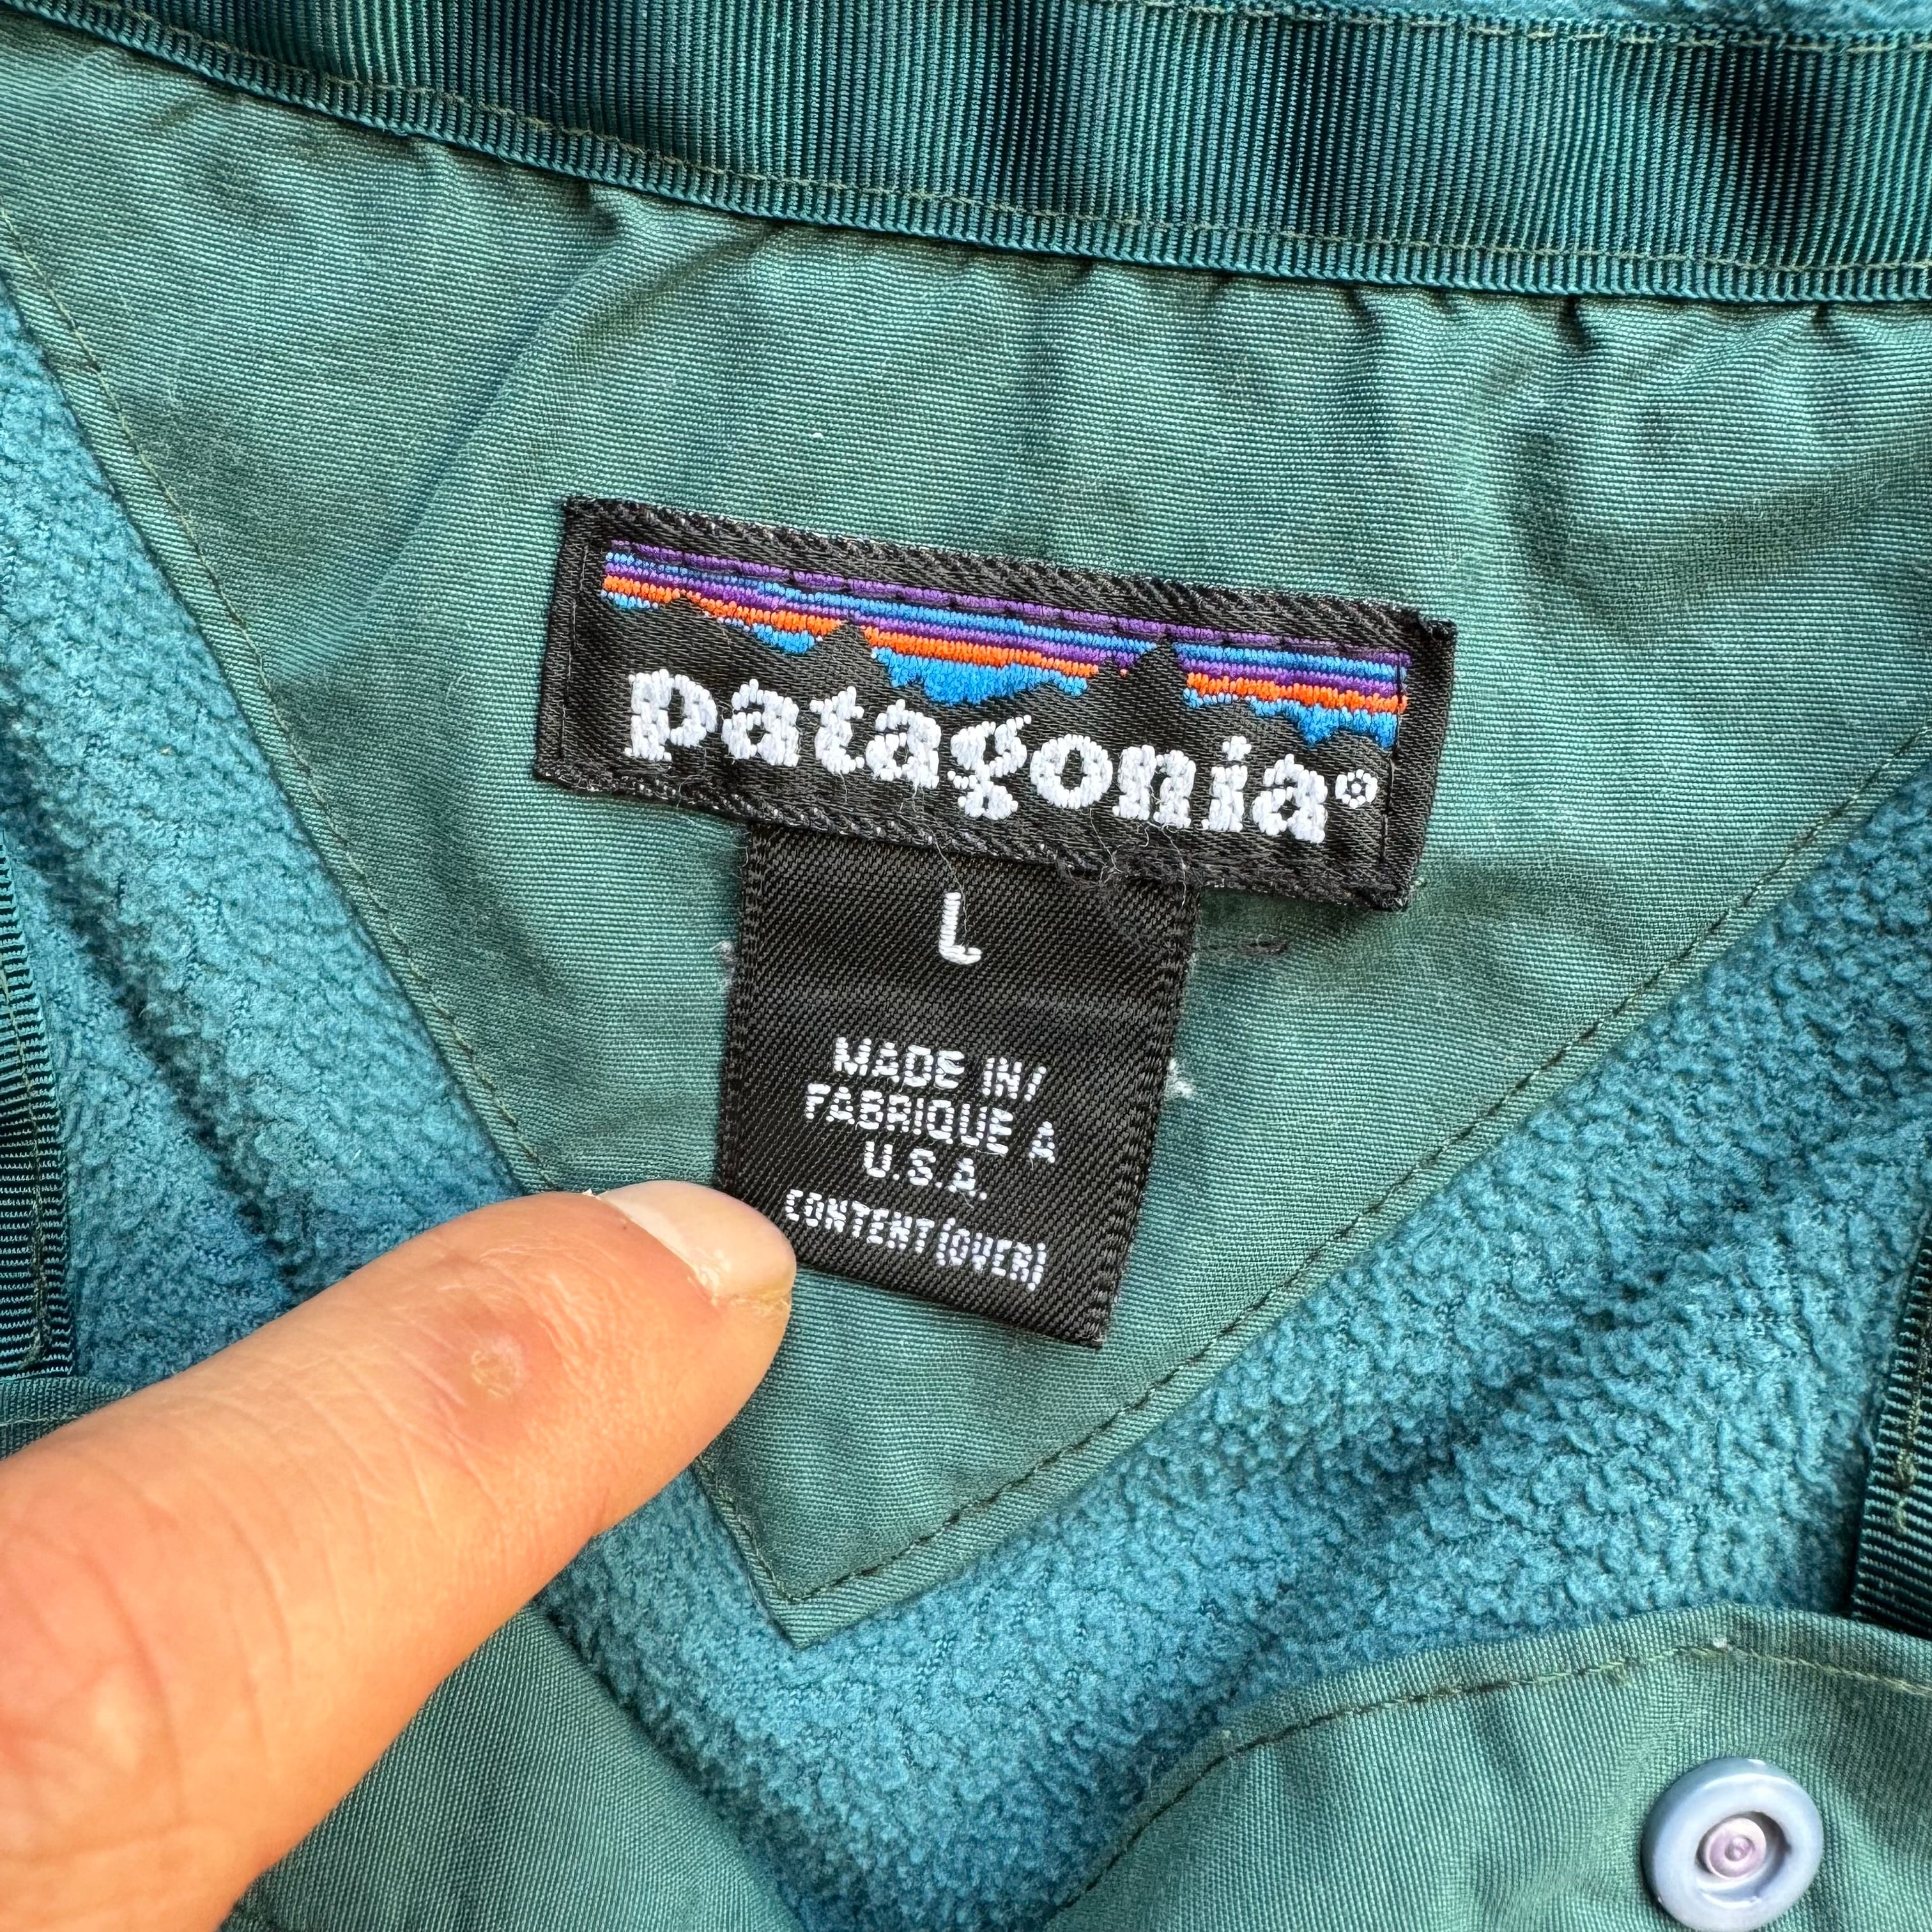 patagonia®
L
MADE IN/
FABRIQUE A
U.S.A.
CONTENT(OVER)